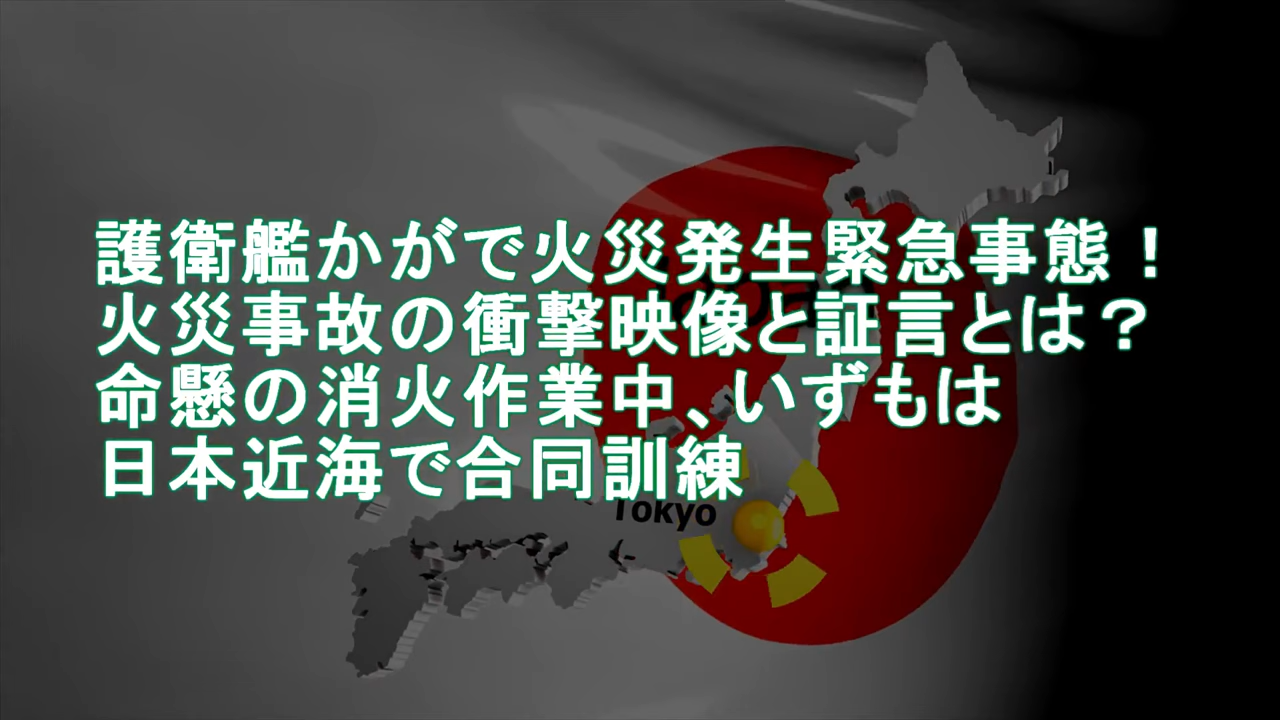 護衛艦かがで火災発生緊急事態！
火災事故の衝撃映像と証言とは？
命懸の消火作業中、いずもは
日本近海で合同訓練
Tokyo